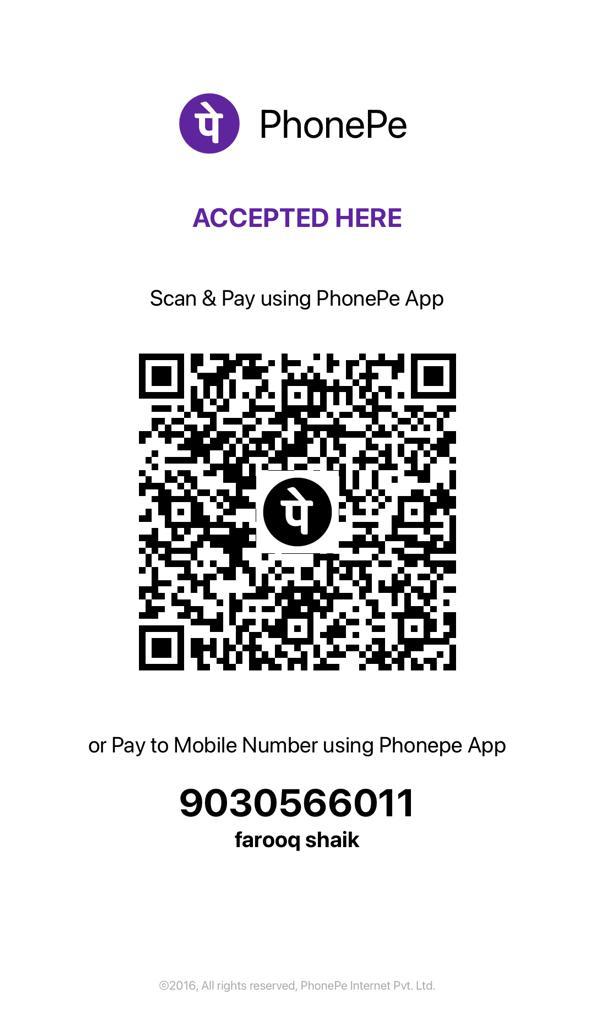 पे PhonePe
ACCEPTED HERE
Scan & Pay using PhonePe App
पे
or Pay to Mobile Number using Phonepe App
9030566011
farooq shaik
©2016, All rights reserved, PhonePe Internet Pvt. Ltd.